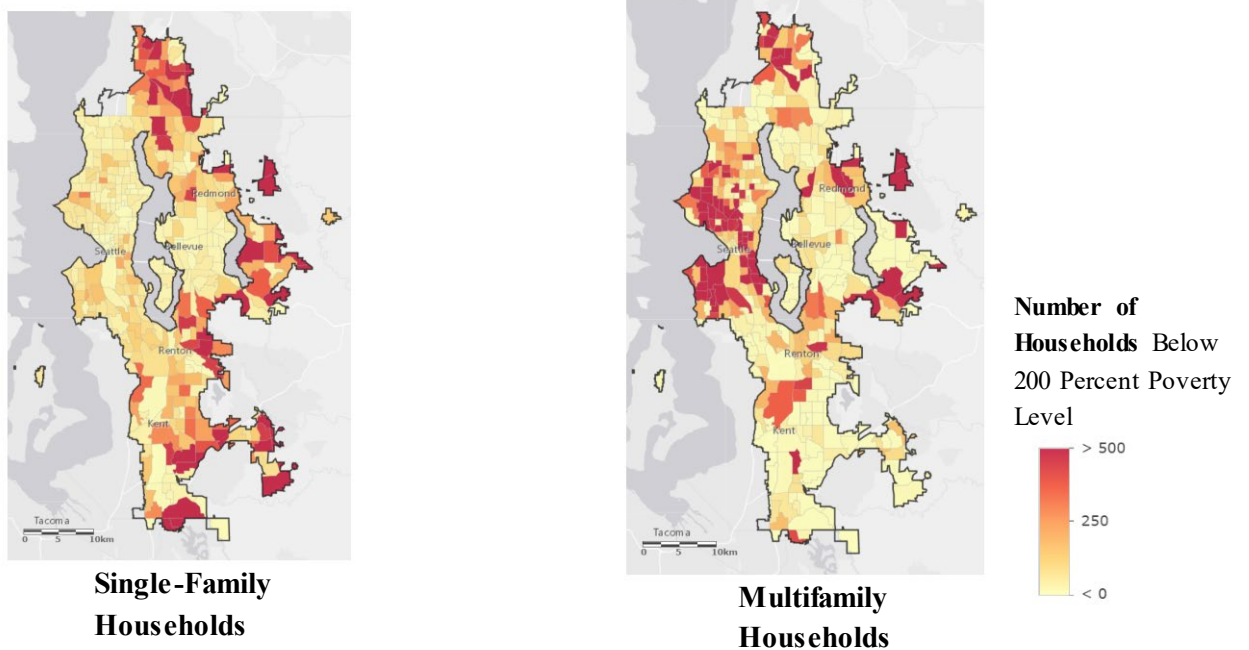 Redmond
Seattle
Bellevue
Renton
Kent
Tacoma
0 5 10km
Single-Family
Households
Redmond
Seattle
Bellevue
Renton
Kent
Tacoma
0 5 10km
Multifamily
Households
Number of
Households Below
200 Percent Poverty
Level
> 500
250
< 0